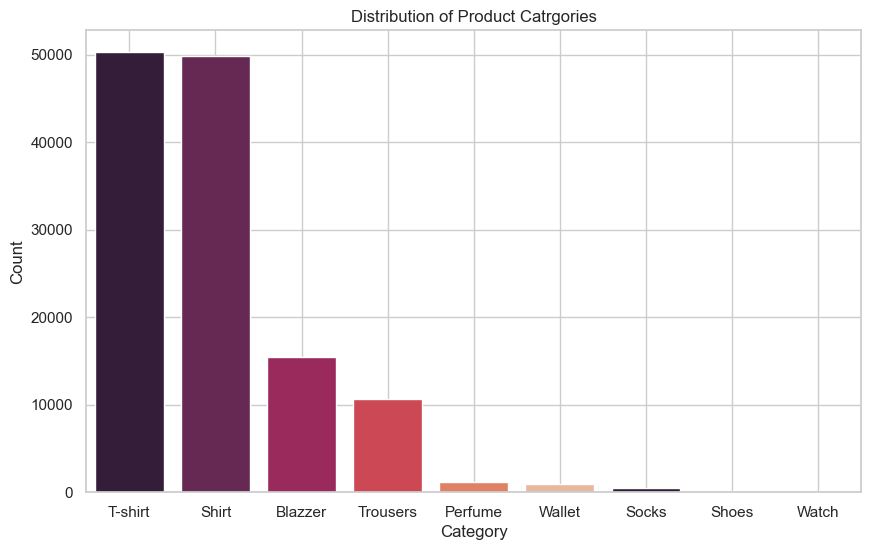 Distribution of Product Catrgories
50000
40000
30000
20000
10000
0
Count
T-shirt Shirt Blazzer Trousers Perfume Wallet Socks Shoes Watch
Category